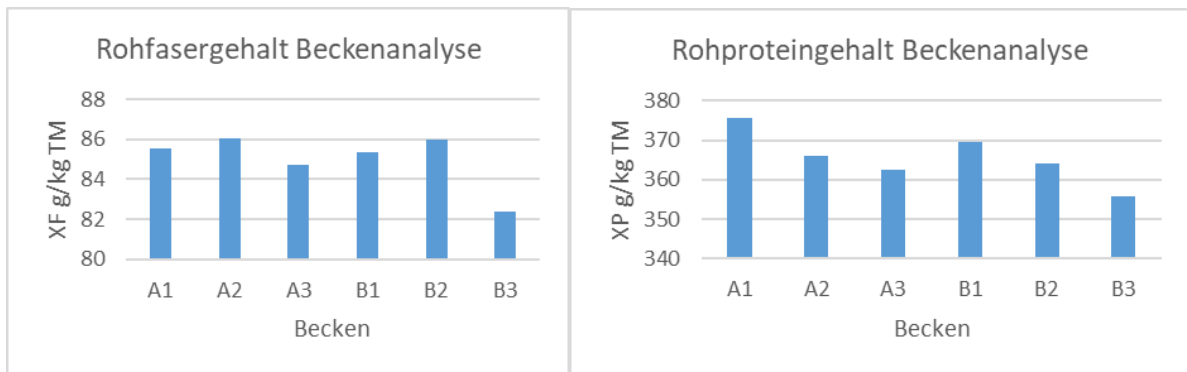 Rohfasergehalt Beckenanalyse
88
86
84
82
80
XF g/kg TM
A1 A2 A3 B1 B2 B3
Becken
Rohproteingehalt Beckenanalyse
380
370
360
350
340
XP g/kg TM
A1 A2 A3 B1 B2 B3
Becken